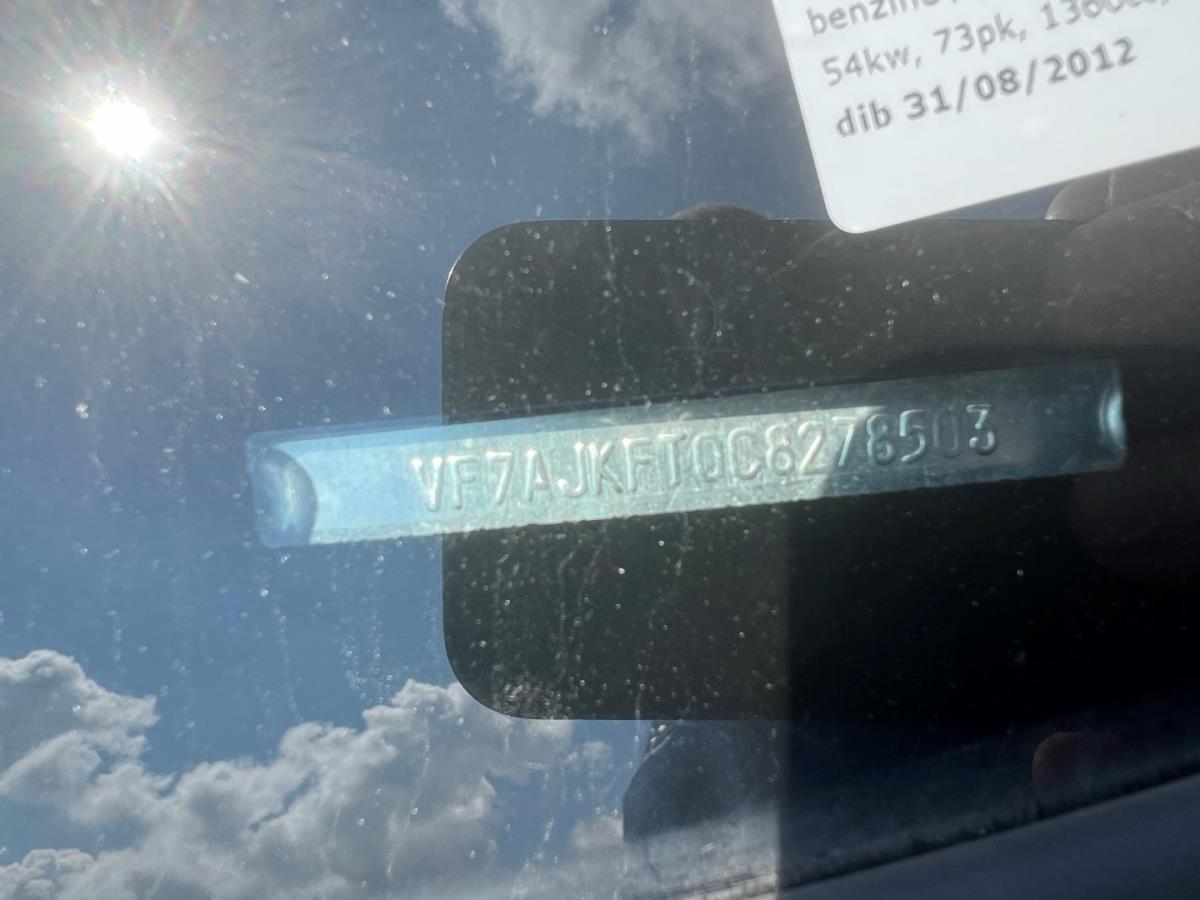 benzine
54kw, 73pk, 1360cc,
dib 31/08/2012
VF7AJKFT0C8278503